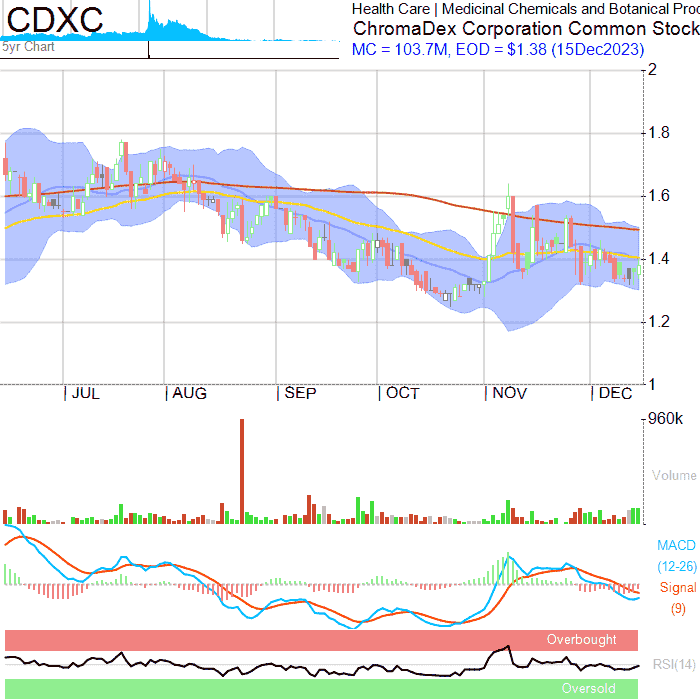 CDXC
5yr Chart
Health Care | Medicinal Chemicals and Botanical Proc
ChromaDex Corporation Common Stock
MC = 103.7M, EOD = $1.38 (15Dec2023)
2
1.8
1.6
1.4
1.2
1
JUL AUG SEP OCT NOV DEC
960k
Volume
MACD
(12-26)
Signal
(9)
Overbought
RSI(14)
Oversold